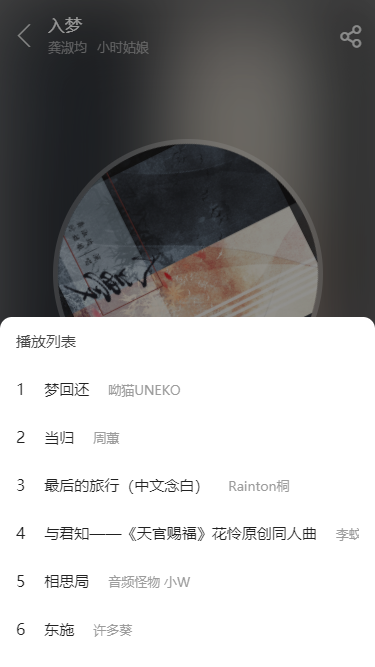 入梦
龚淑均 小时姑娘
播放列表
1 梦回还 呦猫UNEKO
2 当归 周蕙
3 最后的旅行（中文念白） Rainton桐
4 与君知——《天官赐福》花怜原创同人曲 李蚊
5 相思局 音频怪物 小W
6 东施 许多葵